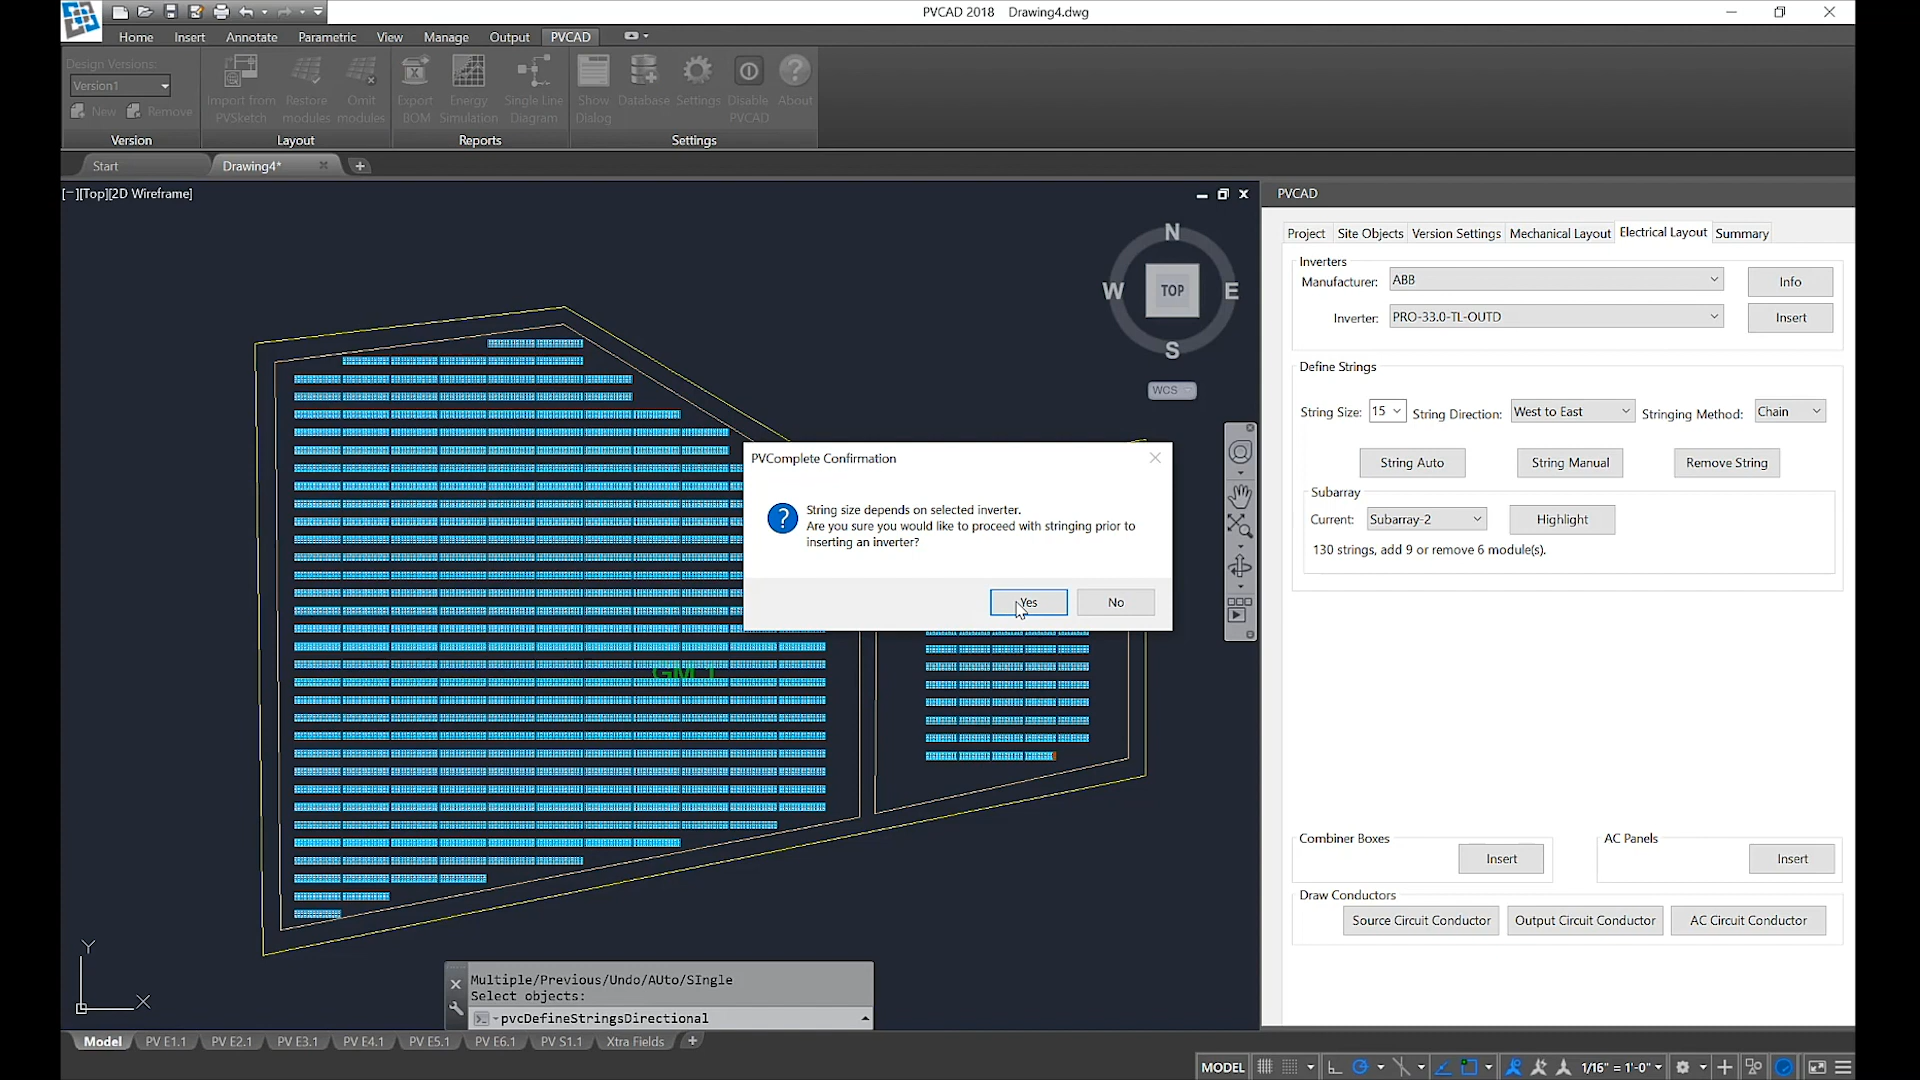 PVCAD 2018 Drawing4.dwg
Home Insert Annotate Parametric View Manage Output PVCAD
Design Versions:
Version1
New Remove
Version
Import from PVSketch
Restore modules
Omit modules
Layout
Export BOM
Energy Simulation
Single Line Diagram
Reports
Show Dialog
Database
Settings
Disable PVCAD
About
Settings
Start Drawing4*
[−][Top][2D Wireframe]
N
W TOP E
S
WCS
GM 1
PVComplete Confirmation
String size depends on selected inverter.
Are you sure you would like to proceed with stringing prior to
inserting an inverter?
Yes No
Y
X
Multiple/Previous/Undo/AUto/SIngle
Select objects:
pvcDefineStringsDirectional
PVCAD
Project Site Objects Version Settings Mechanical Layout Electrical Layout Summary
Inverters
Manufacturer: ABB Info
Inverter: PRO-33.0-TL-OUTD Insert
Define Strings
String Size: 15 String Direction: West to East Stringing Method: Chain
String Auto String Manual Remove String
Subarray
Current: Subarray-2 Highlight
130 strings, add 9 or remove 6 module(s).
Combiner Boxes AC Panels
Insert Insert
Draw Conductors
Source Circuit Conductor Output Circuit Conductor AC Circuit Conductor
Model PV E1.1 PV E2.1 PV E3.1 PV E4.1 PV E5.1 PV E6.1 PV S1.1 Xtra Fields
MODEL 1/16" = 1'-0"